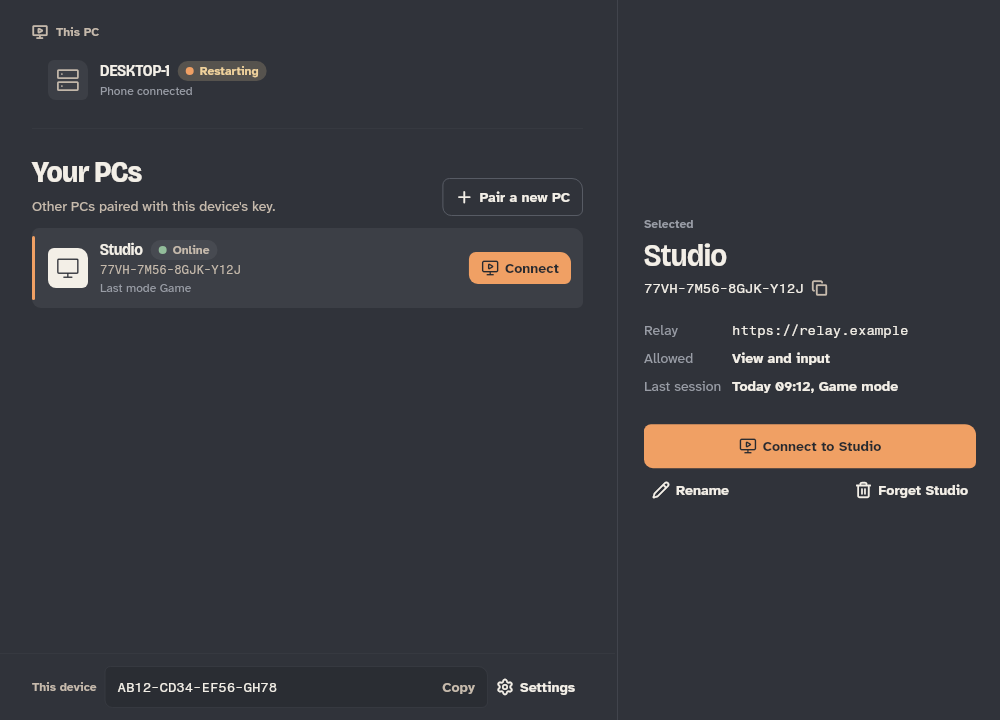 This PC
DESKTOP-1 Restarting
Phone connected
Your PCs
Other PCs paired with this device's key.
Pair a new PC
Studio Online
77VH-7M56-8GJK-Y12J
Last mode Game
Connect
This device AB12-CD34-EF56-GH78 Copy Settings
Selected
Studio
77VH-7M56-8GJK-Y12J
Relay https://relay.example
Allowed View and input
Last session Today 09:12, Game mode
Connect to Studio
Rename Forget Studio